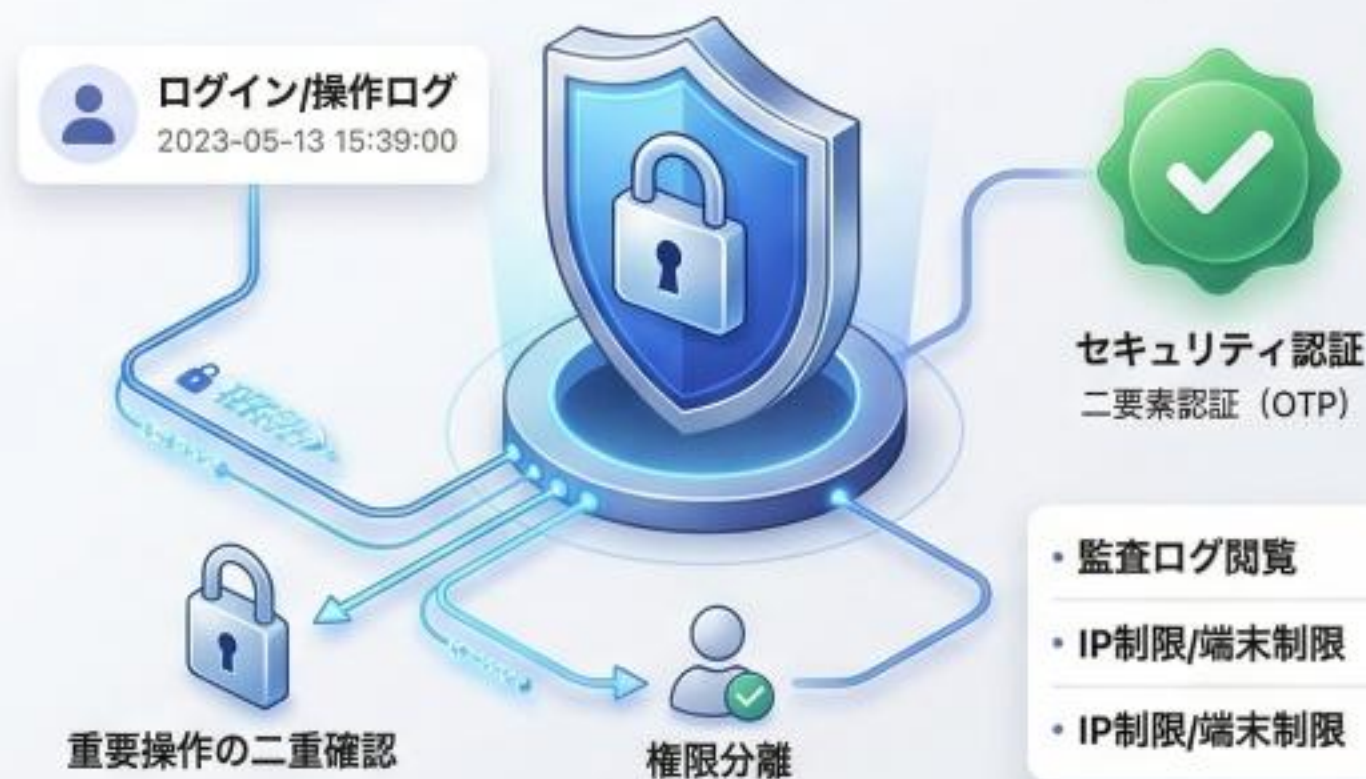 ログイン/操作ログ
2023-05-13 15:39:00
セキュリティ認証
二要素認証（OTP）
・監査ログ閲覧
・IP制限/端末制限
・IP制限/端末制限
重要操作の二重確認
権限分離